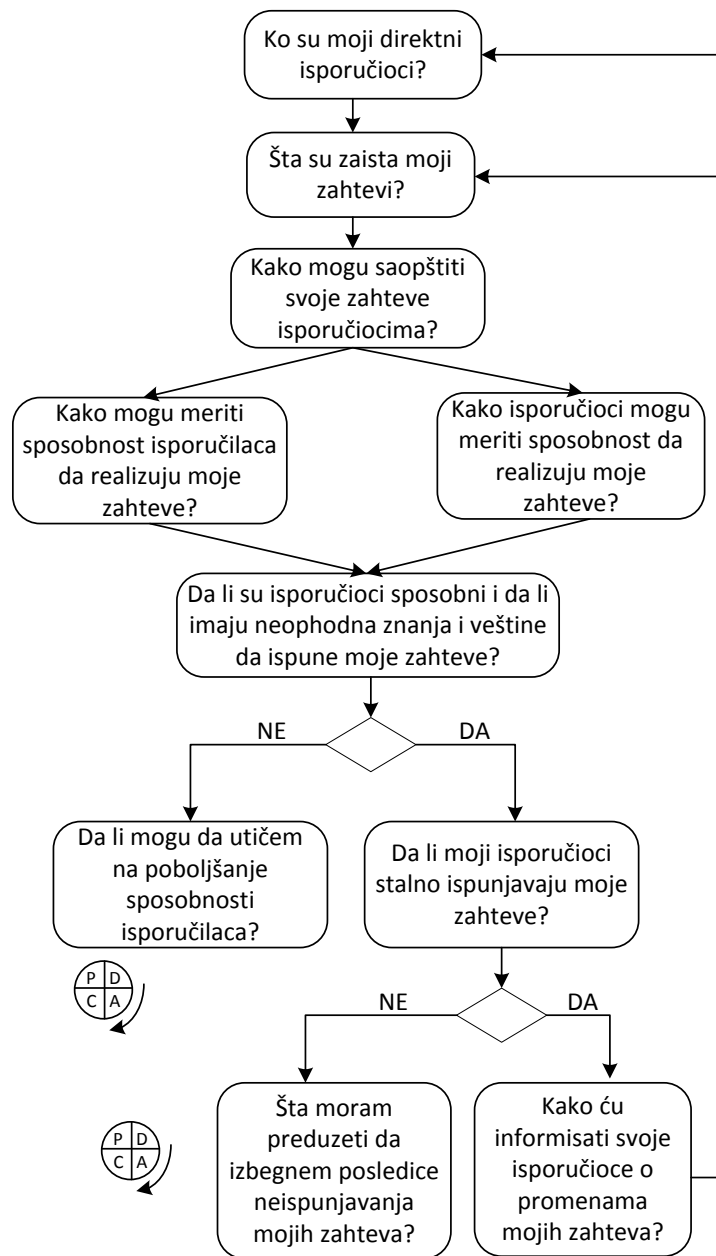 Ko su moji direktni
isporučioci?
Šta su zaista moji
zahtevi?
Kako mogu saopštiti
svoje zahteve
isporučiocima?
Kako mogu meriti
sposobnost isporučilaca
da realizuju moje
zahteve?
Kako isporučioci mogu
meriti sposobnost da
realizuju moje
zahteve?
Da li su isporučioci sposobni i da li
imaju neophodna znanja i veštine
da ispune moje zahteve?
NE
DA
Da li mogu da utičem
na poboljšanje
sposobnosti
isporučilaca?
Da li moji isporučioci
stalno ispunjavaju moje
zahteve?
P D
C A
NE
DA
Šta moram
preduzeti da
izbegnem posledice
neispunjavanja
mojih zahteva?
Kako ću
informisati svoje
isporučioce o
promenama
mojih zahteva?
P D
C A